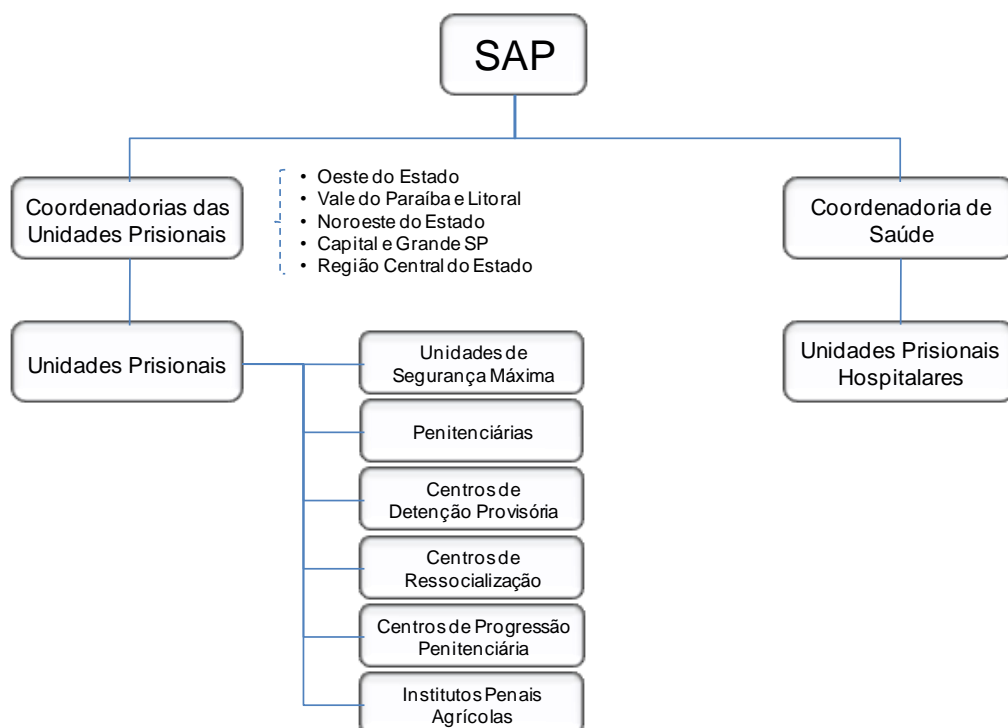 SAP
Coordenadorias das
Unidades Prisionais
• Oeste do Estado
• Vale do Paraíba e Litoral
• Noroeste do Estado
• Capital e Grande SP
• Região Central do Estado
Coordenadoria de
Saúde
Unidades Prisionais
Unidades Prisionais
Hospitalares
Unidades de
Segurança Máxima
Penitenciárias
Centros de
Detenção Provisória
Centros de
Ressocialização
Centros de Progressão
Penitenciária
Institutos Penais
Agrícolas